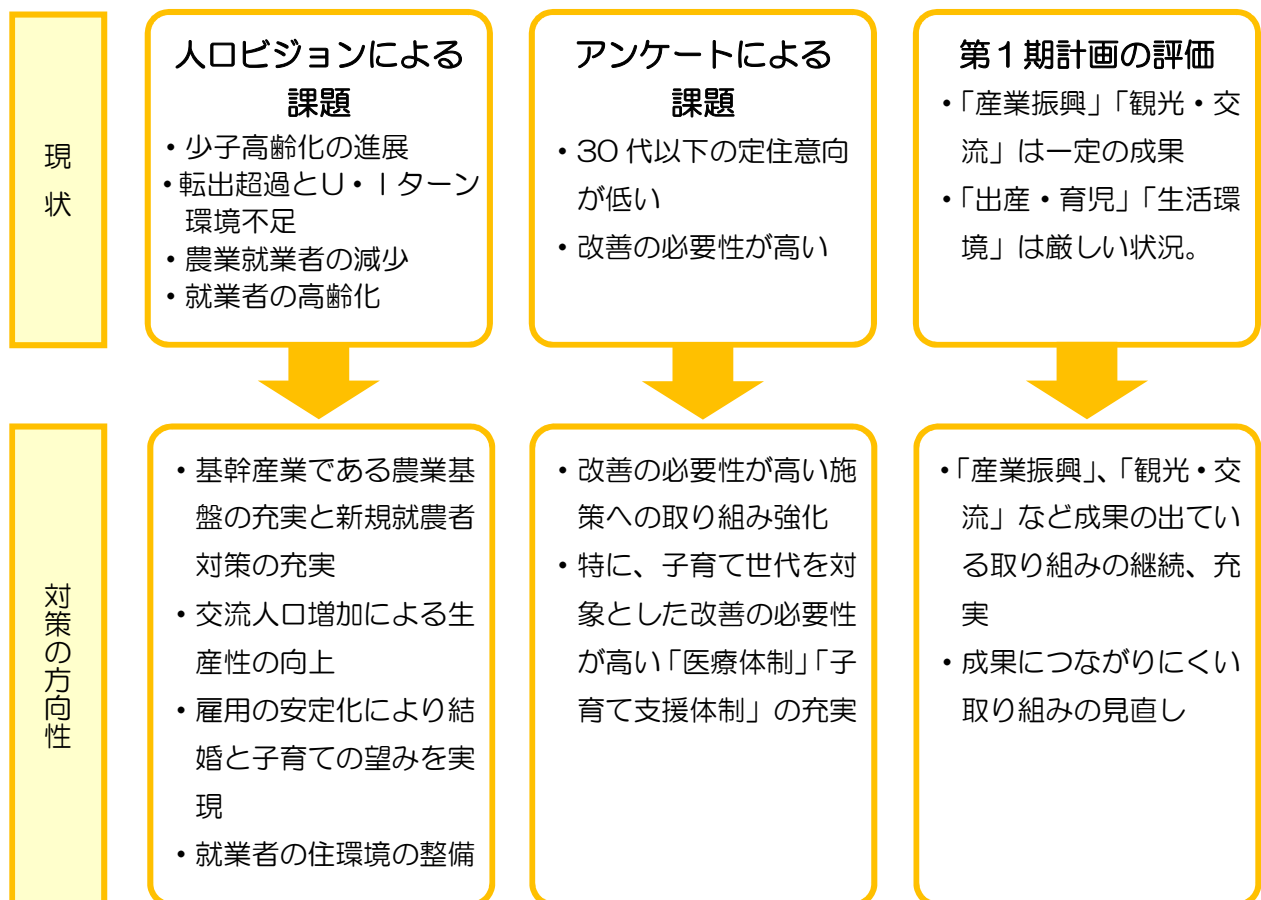 現状
人口ビジョンによる
課題
・少子高齢化の進展
・転出超過とU・Iターン
環境不足
・農業就業者の減少
・就業者の高齢化
アンケートによる
課題
・30代以下の定住意向
が低い
・改善の必要性が高い
第1期計画の評価
・「産業振興」「観光・交
流」は一定の成果
・「出産・育児」「生活環
境」は厳しい状況。
対策の方向性
・基幹産業である農業基
盤の充実と新規就農者
対策の充実
・交流人口増加による生
産性の向上
・雇用の安定化により結
婚と子育ての望みを実
現
・就業者の住環境の整備
・改善の必要性が高い施
策への取り組み強化
・特に、子育て世代を対
象とした改善の必要性
が高い「医療体制」「子
育て支援体制」の充実
・「産業振興」、「観光・交
流」など成果の出てい
る取り組みの継続、充
実
・成果につながりにくい
取り組みの見直し